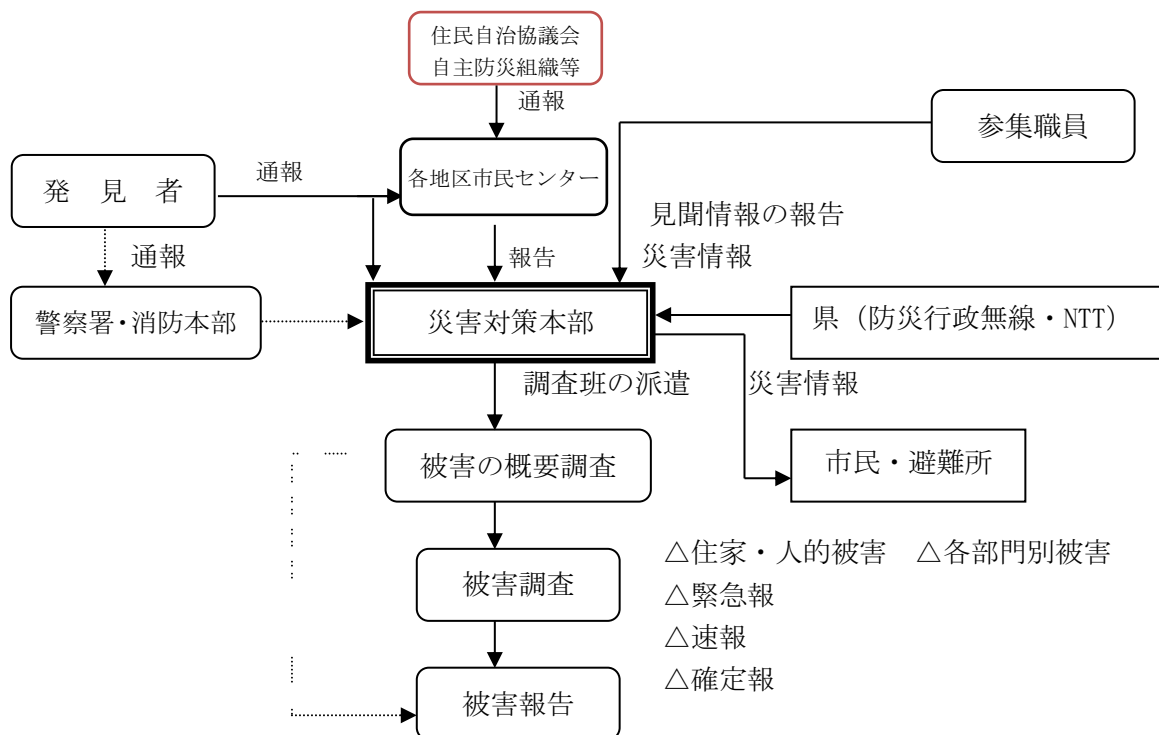 住民自治協議会
自主防災組織等
通報
参集職員
発 見 者
通報
各地区市民センター
見聞情報の報告
通報
報告
災害情報
警察署・消防本部
災害対策本部
県（防災行政無線・NTT）
調査班の派遣
災害情報
被害の概要調査
市民・避難所
△住家・人的被害 △各部門別被害
被害調査
△緊急報
△速報
△確定報
被害報告